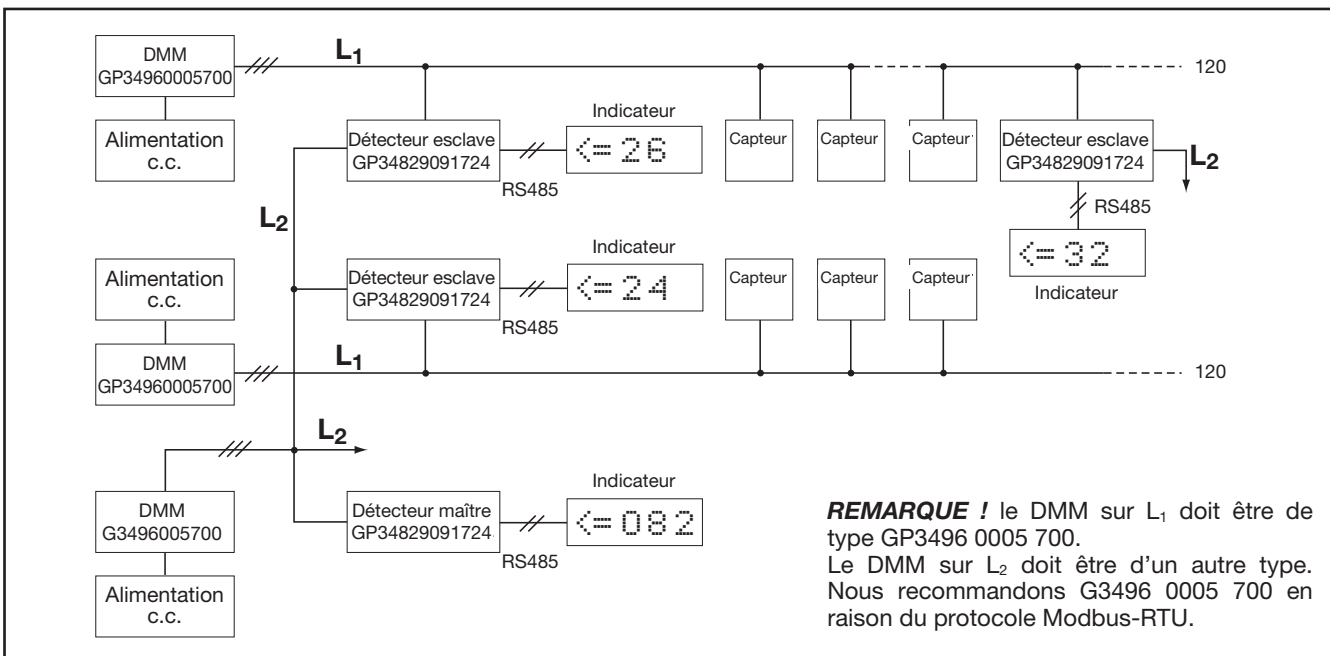 DMM
GP34960005700
L1
120
Alimentation
c.c.
Détecteur esclave
GP34829091724
RS485
Indicateur
<=26
Capteur
Capteur
Capteur
Détecteur esclave
GP34829091724
L2
RS485
<=32
Indicateur
L2
Alimentation
c.c.
Détecteur esclave
GP34829091724
RS485
Indicateur
<=24
Capteur
Capteur
Capteur
DMM
GP34960005700
L1
120
L2
DMM
G3496005700
Alimentation
c.c.
Détecteur maître
GP34829091724
RS485
Indicateur
<=082
REMARQUE ! le DMM sur L1 doit être de
type GP3496 0005 700.
Le DMM sur L2 doit être d'un autre type.
Nous recommandons G3496 0005 700 en
raison du protocole Modbus-RTU.